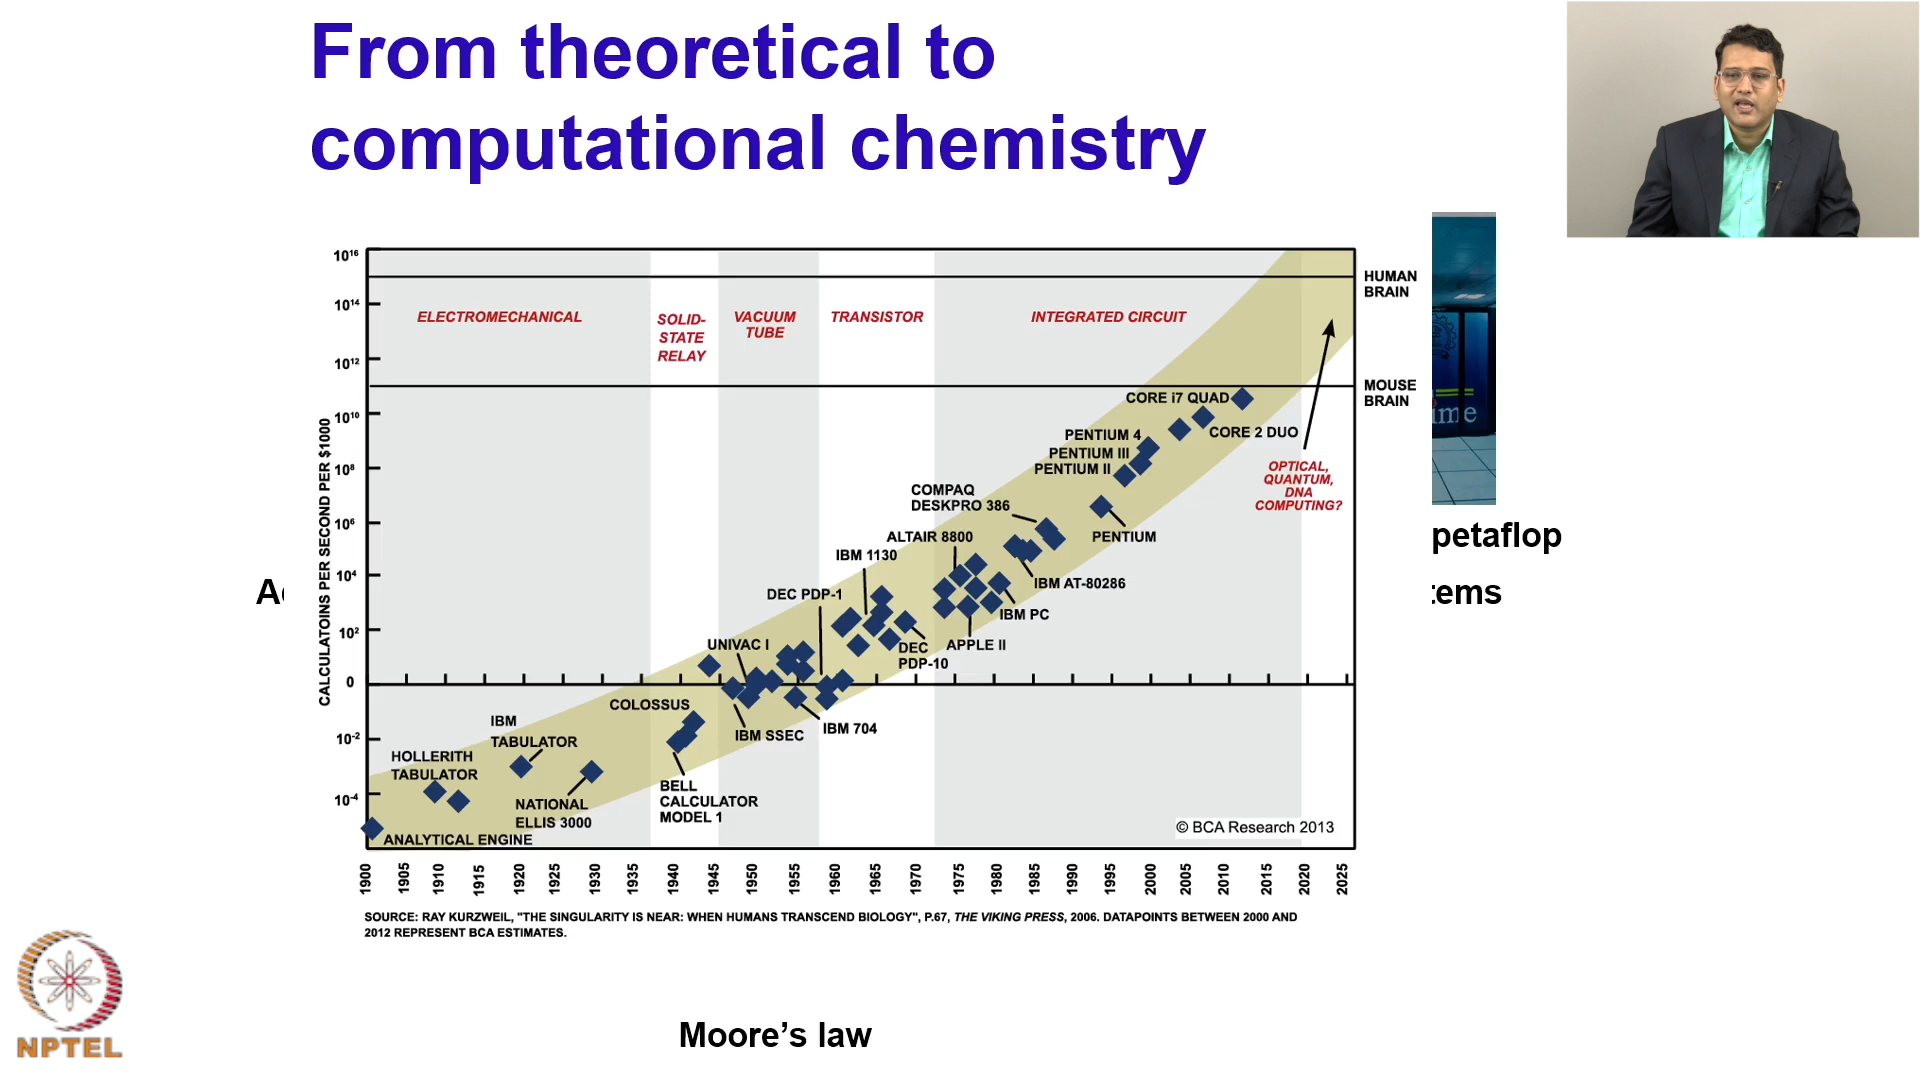 From theoretical to
computational chemistry
10¹⁶
10¹⁴
10¹²
10¹⁰
10⁸
10⁶
10⁴
10²
0
10⁻²
10⁻⁴
CALCULATOINS PER SECOND PER $1000
ELECTROMECHANICAL
SOLID-
STATE
RELAY
VACUUM
TUBE
TRANSISTOR
INTEGRATED CIRCUIT
HUMAN
BRAIN
MOUSE
BRAIN
CORE i7 QUAD
CORE 2 DUO
PENTIUM 4
PENTIUM III
PENTIUM II
OPTICAL,
QUANTUM,
DNA
COMPUTING?
COMPAQ
DESKPRO 386
PENTIUM
ALTAIR 8800
IBM 1130
IBM AT-80286
DEC PDP-1
IBM PC
UNIVAC I
DEC
PDP-10
APPLE II
COLOSSUS
IBM SSEC
IBM 704
IBM
TABULATOR
HOLLERITH
TABULATOR
NATIONAL
ELLIS 3000
BELL
CALCULATOR
MODEL 1
ANALYTICAL ENGINE
© BCA Research 2013
1900 1905 1910 1915 1920 1925 1930 1935 1940 1945 1950 1955 1960 1965 1970 1975 1980 1985 1990 1995 2000 2005 2010 2015 2020 2025
SOURCE: RAY KURZWEIL, "THE SINGULARITY IS NEAR: WHEN HUMANS TRANSCEND BIOLOGY", P.67, THE VIKING PRESS, 2006. DATAPOINTS BETWEEN 2000 AND
2012 REPRESENT BCA ESTIMATES.
petaflop
tems
Moore’s law
NPTEL